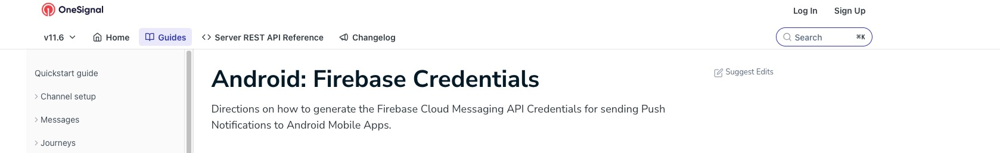 OneSignal
Log In Sign Up
v11.6 Home Guides Server REST API Reference Changelog Search ⌘K
Quickstart guide
Channel setup
Messages
Journeys
Android: Firebase Credentials
Suggest Edits
Directions on how to generate the Firebase Cloud Messaging API Credentials for sending Push
Notifications to Android Mobile Apps.